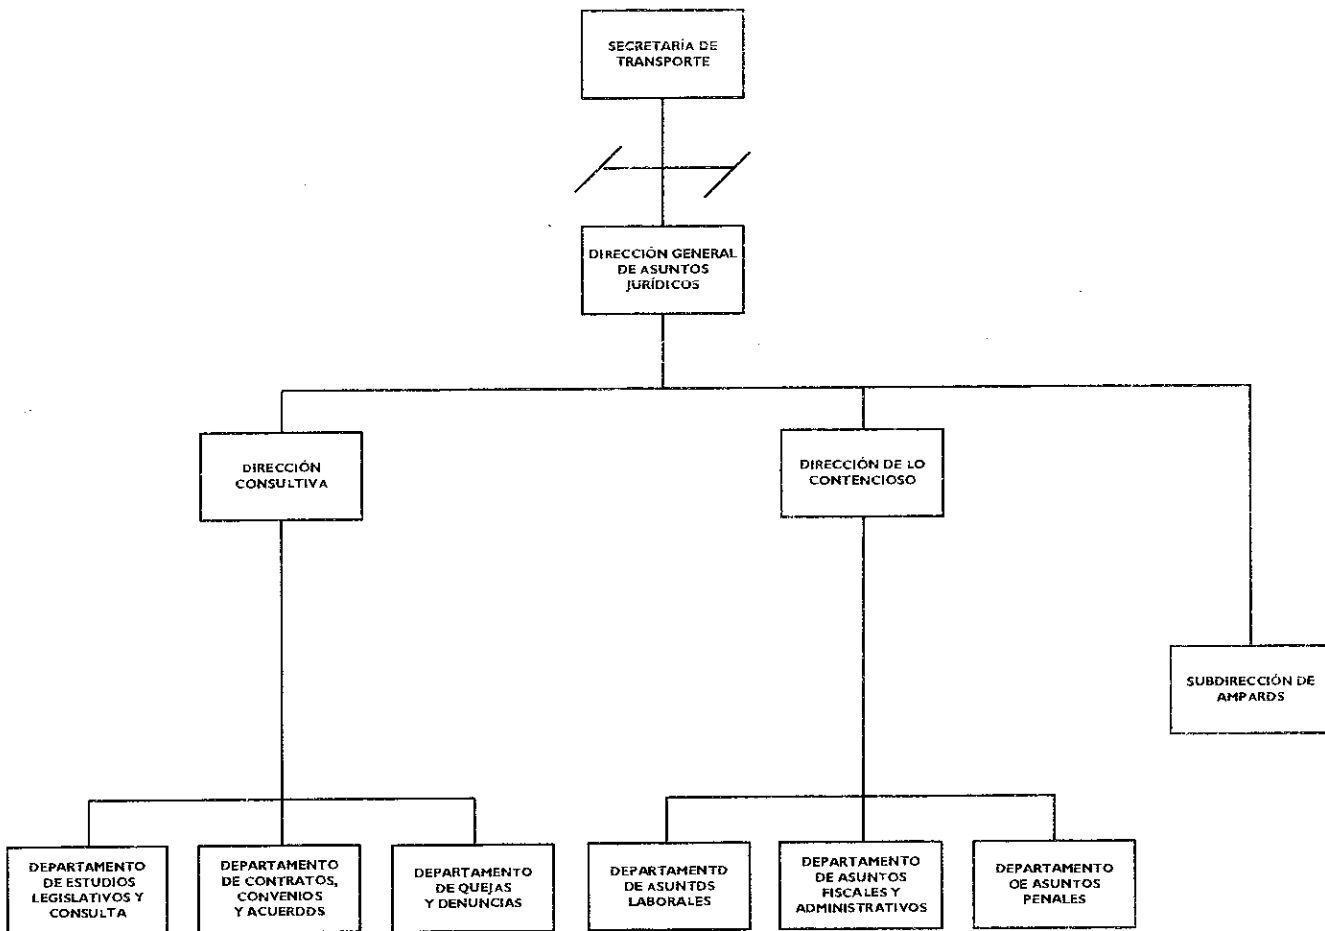 SECRETARÍA DE
TRANSPORTE
DIRECCIÓN GENERAL
DE ASUNTOS
JURÍDICOS
DIRECCIÓN
CONSULTIVA
DIRECCIÓN DE LO
CONTENCIOSO
SUBDIRECCIÓN DE
AMPARDS
DEPARTAMENTO
DE ESTUDIOS
LEGISLATIVOS Y
CONSULTA
DEPARTAMENTO
DE CONTRATOS,
CONVENIOS
Y ACUERDDS
DEPARTAMENTO
DE QUEJAS
Y DENUNCIAS
DEPARTAMENTD
DE ASUNTDS
LABORALES
DEPARTAMENTO
DE ASUNTOS
FISCALES Y
ADMINISTRATIVOS
DEPARTAMENTO
OE ASUNTOS
PENALES